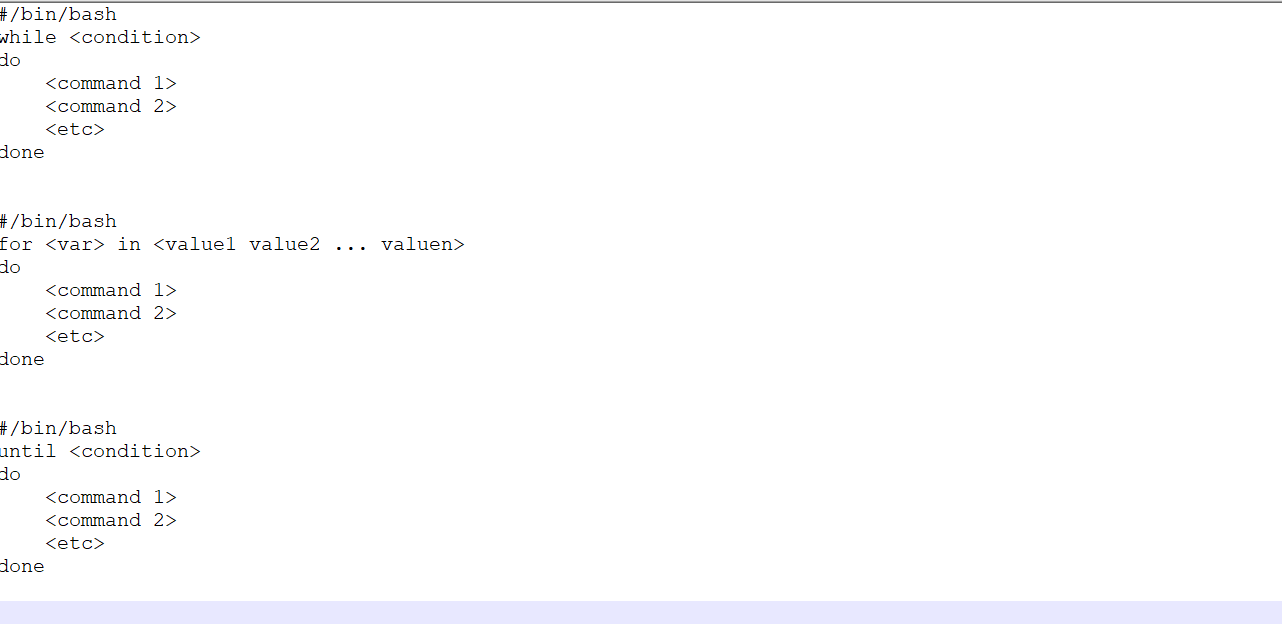 #/bin/bash
while <condition>
do
    <command 1>
    <command 2>
    <etc>
done
#/bin/bash
for <var> in <value1 value2 ... valuen>
do
    <command 1>
    <command 2>
    <etc>
done
#/bin/bash
until <condition>
do
    <command 1>
    <command 2>
    <etc>
done